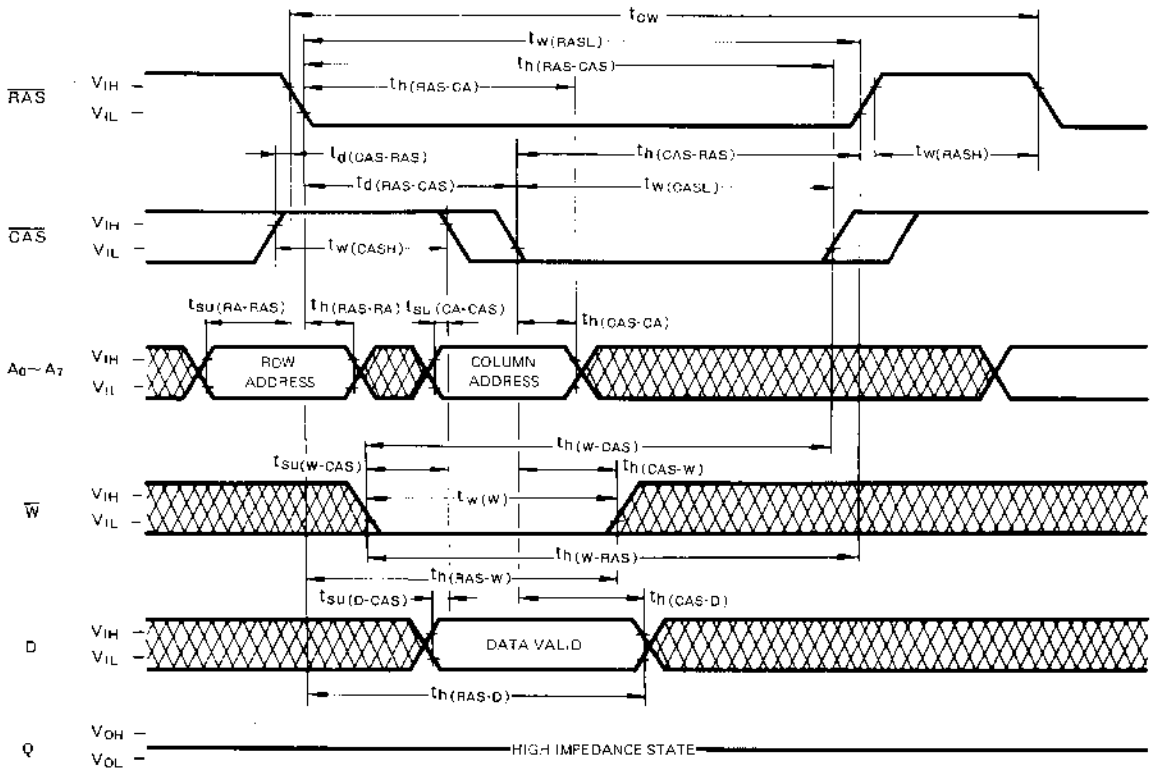 tCW
tW(RASL)
th(RAS-CAS)
th(RAS-CA)
RAS
VIH
VIL
td(CAS-RAS)
th(CAS-RAS)
tW(RASH)
td(RAS-CAS)
tW(CASL)
CAS
VIH
VIL
tW(CASH)
tSU(RA-RAS)
th(RAS-RA)
tSU(CA-CAS)
th(CAS-CA)
A0~A7
VIH
VIL
ROW
ADDRESS
COLUMN
ADDRESS
th(W-CAS)
tSU(W-CAS)
th(CAS-W)
W
VIH
VIL
tW(W)
th(W-RAS)
th(RAS-W)
tSU(D-CAS)
th(CAS-D)
D
VIH
VIL
DATA VALID
th(RAS-D)
Q
VOH
VOL
HIGH IMPEDANCE STATE